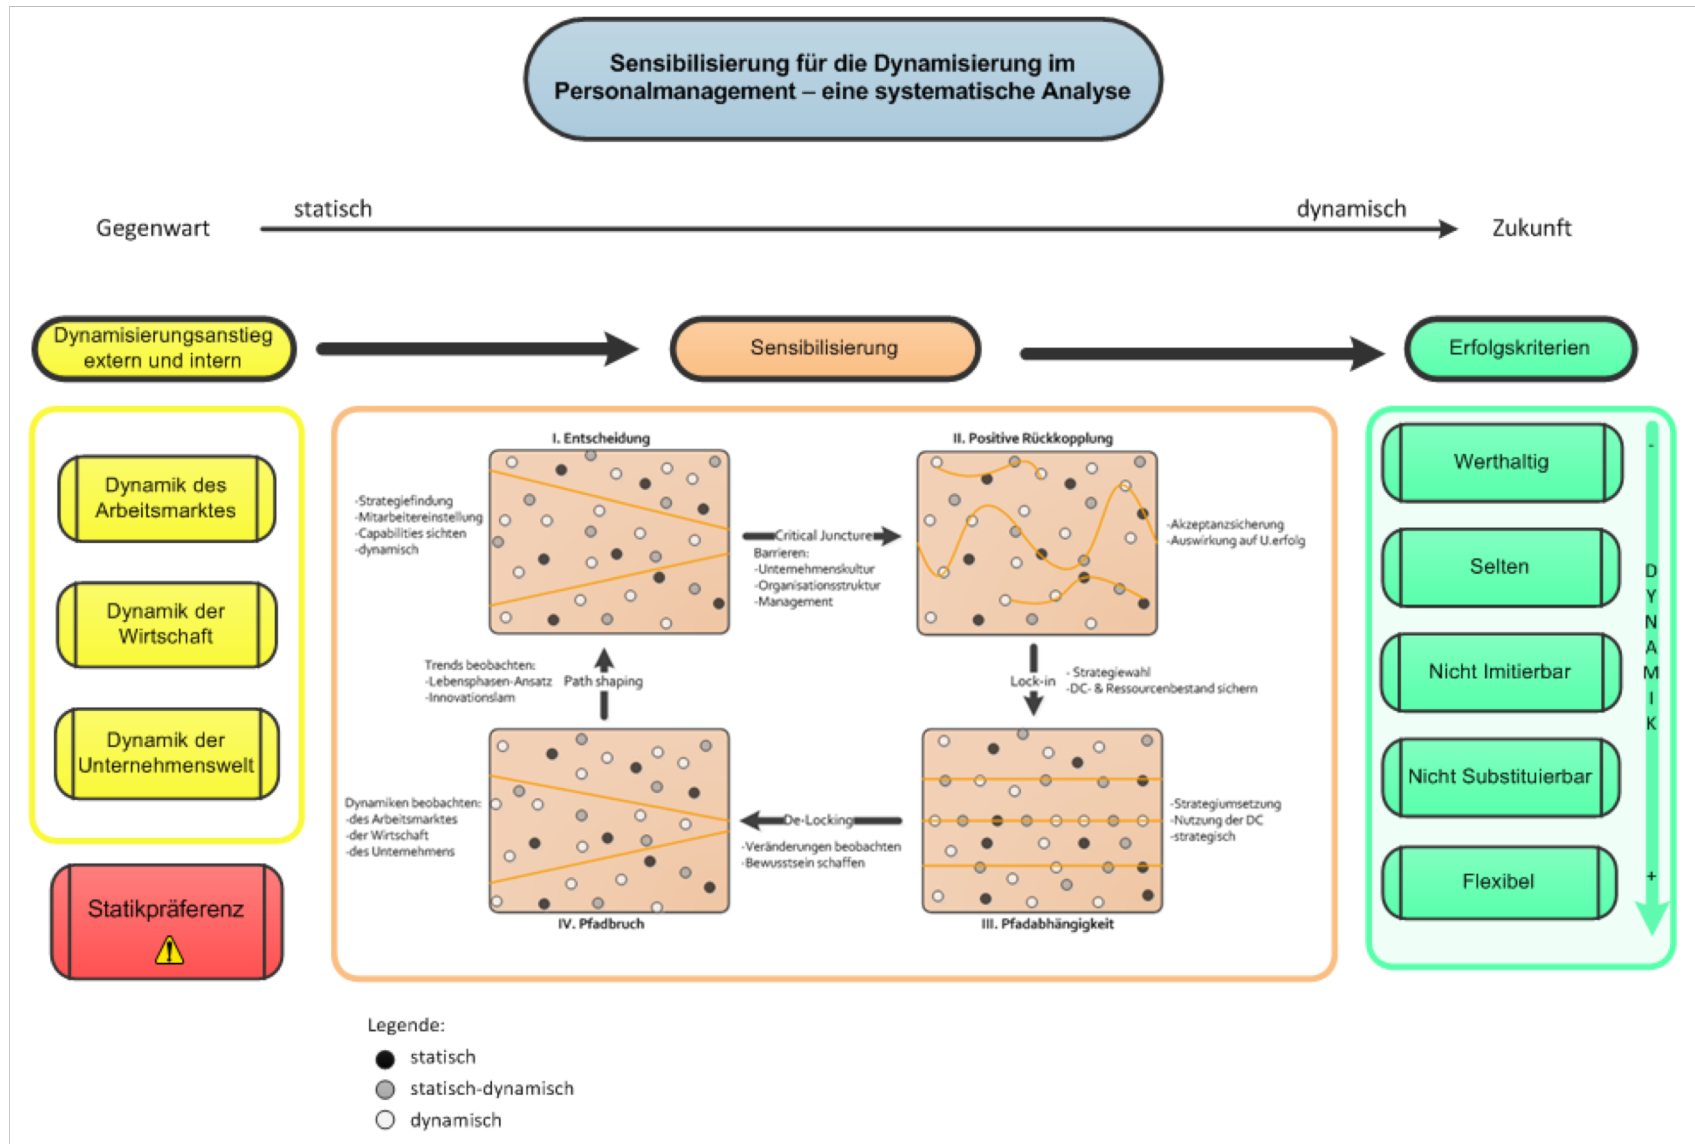 Sensibilisierung für die Dynamisierung im
Personalmanagement – eine systematische Analyse
Gegenwart
statisch
dynamisch
Zukunft
Dynamisierungsanstieg
extern und intern
Sensibilisierung
Erfolgskriterien
Dynamik des
Arbeitsmarktes
Dynamik der
Wirtschaft
Dynamik der
Unternehmenswelt
Statikpräferenz
I. Entscheidung
-Strategiefindung
-Mitarbeitereinstellung
-Capabilities sichten
-dynamisch
Critical Juncture
Barrieren:
-Unternehmenskultur
-Organisationsstruktur
-Management
II. Positive Rückkopplung
-Akzeptanzsicherung
-Auswirkung auf U.erfolg
Lock-in
- Strategiewahl
-DC- & Ressourcenbestand sichern
Trends beobachten:
-Lebensphasen-Ansatz
-Innovationslam
Path shaping
Dynamiken beobachten:
-des Arbeitsmarktes
-der Wirtschaft
-des Unternehmens
De-Locking
-Veränderungen beobachten
-Bewusstsein schaffen
-Strategiumsetzung
-Nutzung der DC
-strategisch
IV. Pfadbruch
III. Pfadabhängigkeit
Werthaltig
Selten
Nicht Imitierbar
Nicht Substituierbar
Flexibel
-
DYNAMIK
+
Legende:
statisch
statisch-dynamisch
dynamisch